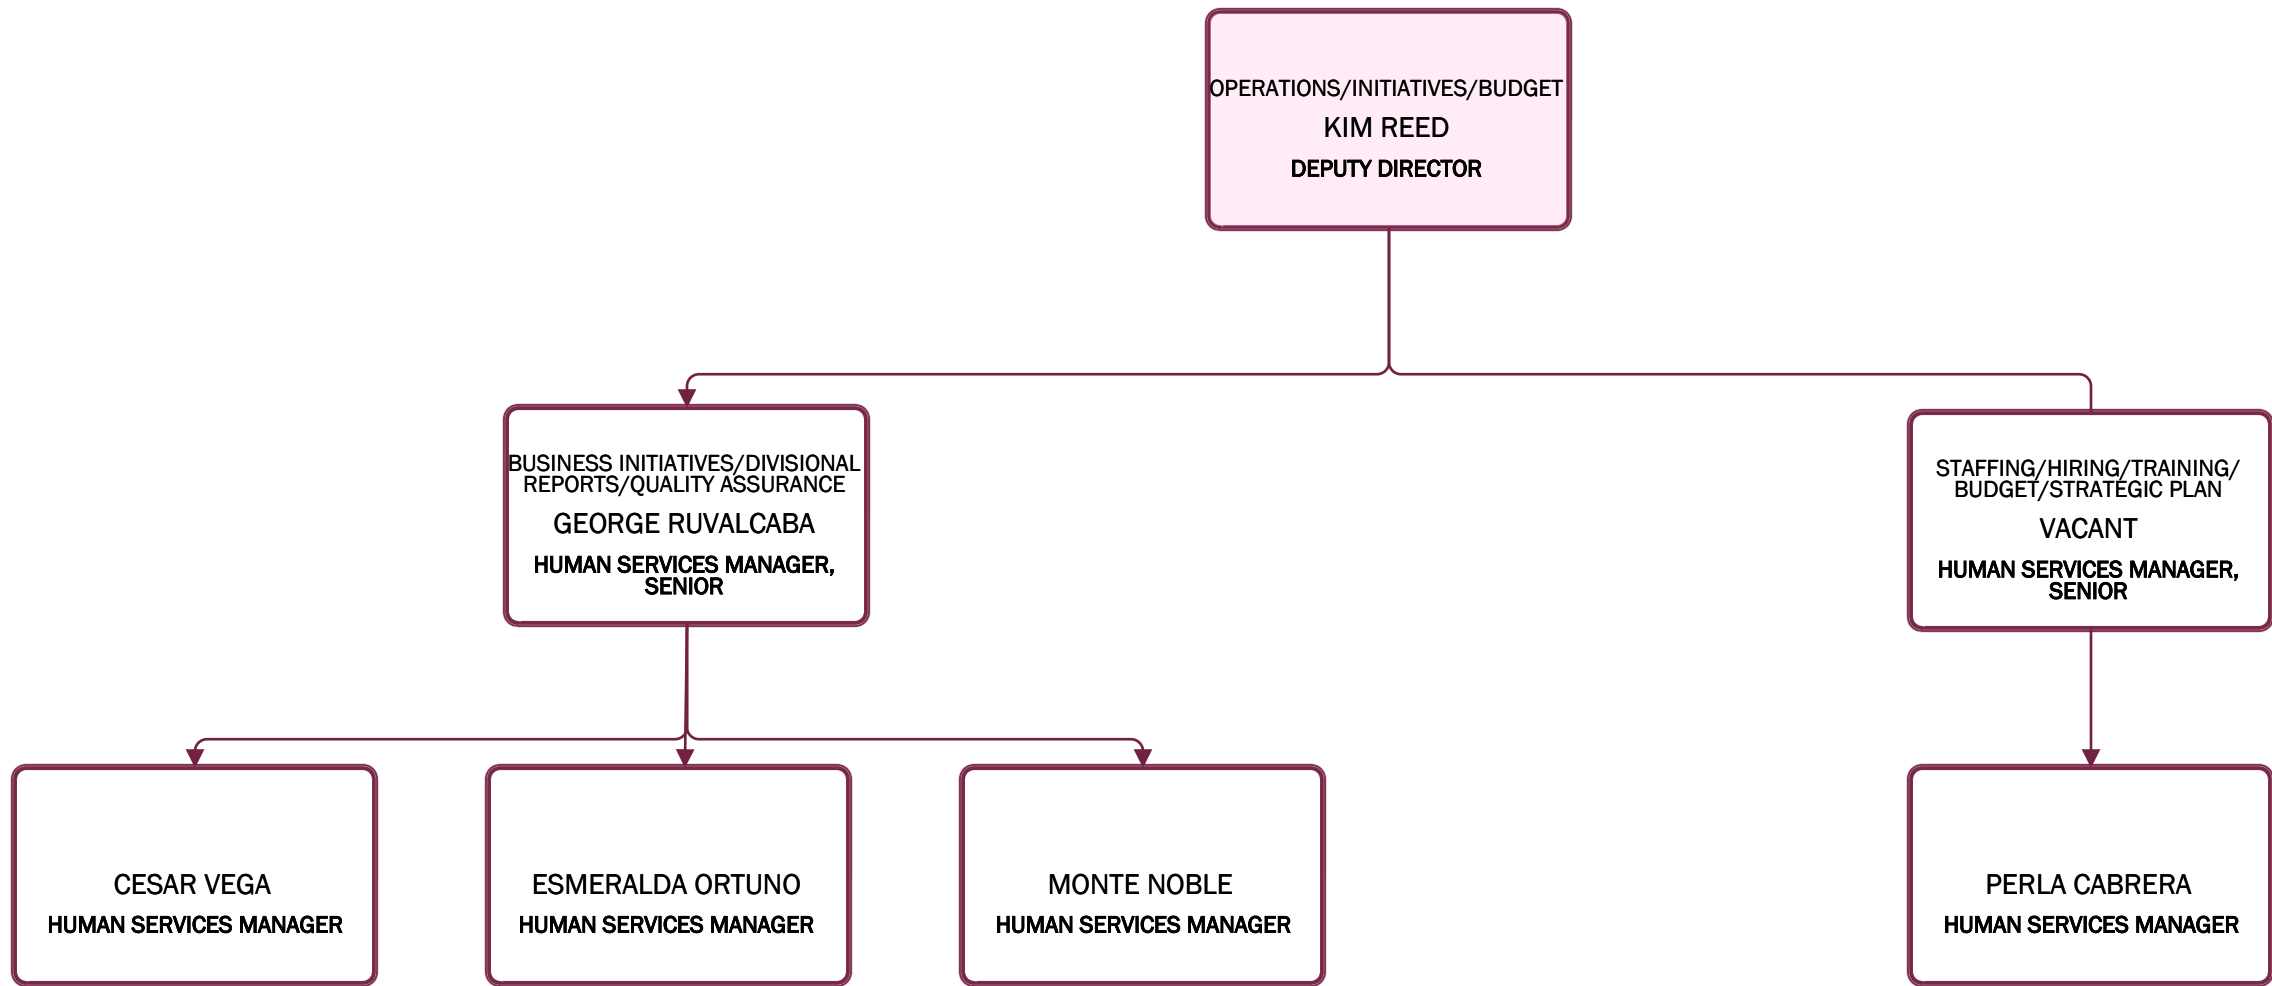 OPERATIONS/INITIATIVES/BUDGET
KIM REED
DEPUTY DIRECTOR
BUSINESS INITIATIVES/DIVISIONAL
REPORTS/QUALITY ASSURANCE
GEORGE RUVALCABA
HUMAN SERVICES MANAGER,
SENIOR
STAFFING/HIRING/TRAINING/
BUDGET/STRATEGIC PLAN
VACANT
HUMAN SERVICES MANAGER,
SENIOR
CESAR VEGA
HUMAN SERVICES MANAGER
ESMERALDA ORTUNO
HUMAN SERVICES MANAGER
MONTE NOBLE
HUMAN SERVICES MANAGER
PERLA CABRERA
HUMAN SERVICES MANAGER